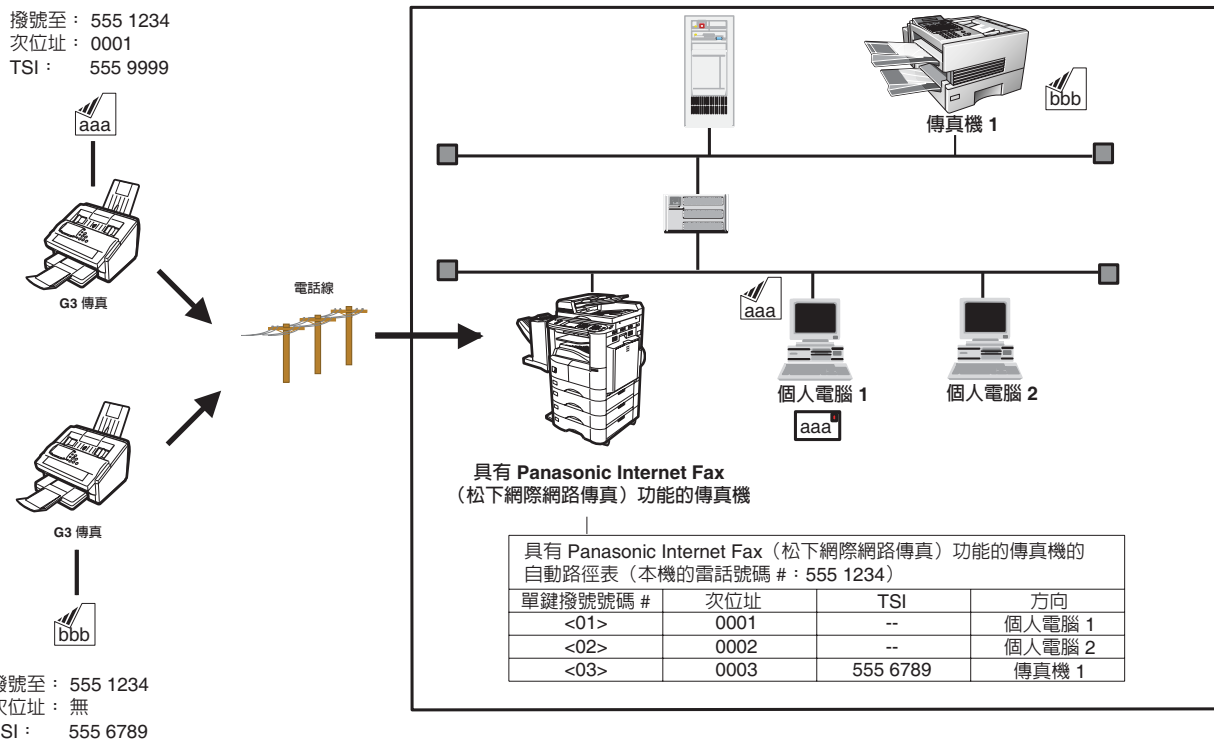 撥號至： 555 1234
次位址： 0001
TSI： 555 9999
aaa
G3 傳真
電話線
G3 傳真
bbb
撥號至： 555 1234
次位址： 無
TSI： 555 6789
傳真機 1
bbb
aaa
個人電腦 1
aaa
個人電腦 2
具有 Panasonic Internet Fax
（松下網際網路傳真）功能的傳真機
具有 Panasonic Internet Fax（松下網際網路傳真）功能的傳真機的
自動路徑表（本機的雷話號碼 #：555 1234）
單鍵撥號號碼 # 次位址 TSI 方向
<01> 0001 -- 個人電腦 1
<02> 0002 -- 個人電腦 2
<03> 0003 555 6789 傳真機 1